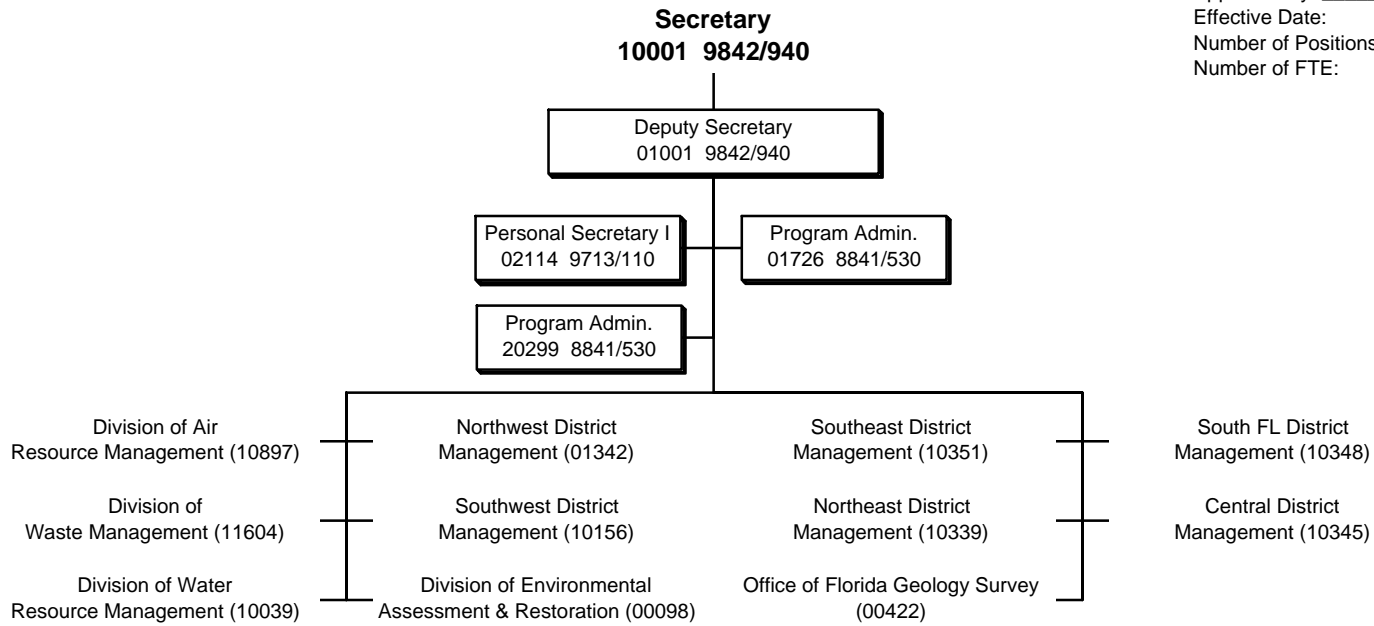 Secretary
10001 9842/940
Effective Date:
Number of Positions
Number of FTE:
Deputy Secretary
01001 9842/940
Personal Secretary I
02114 9713/110
Program Admin.
01726 8841/530
Program Admin.
20299 8841/530
Division of Air
Resource Management (10897)
Northwest District
Management (01342)
Southeast District
Management (10351)
South FL District
Management (10348)
Division of
Waste Management (11604)
Southwest District
Management (10156)
Northeast District
Management (10339)
Central District
Management (10345)
Division of Water
Resource Management (10039)
Division of Environmental
Assessment & Restoration (00098)
Office of Florida Geology Survey
(00422)